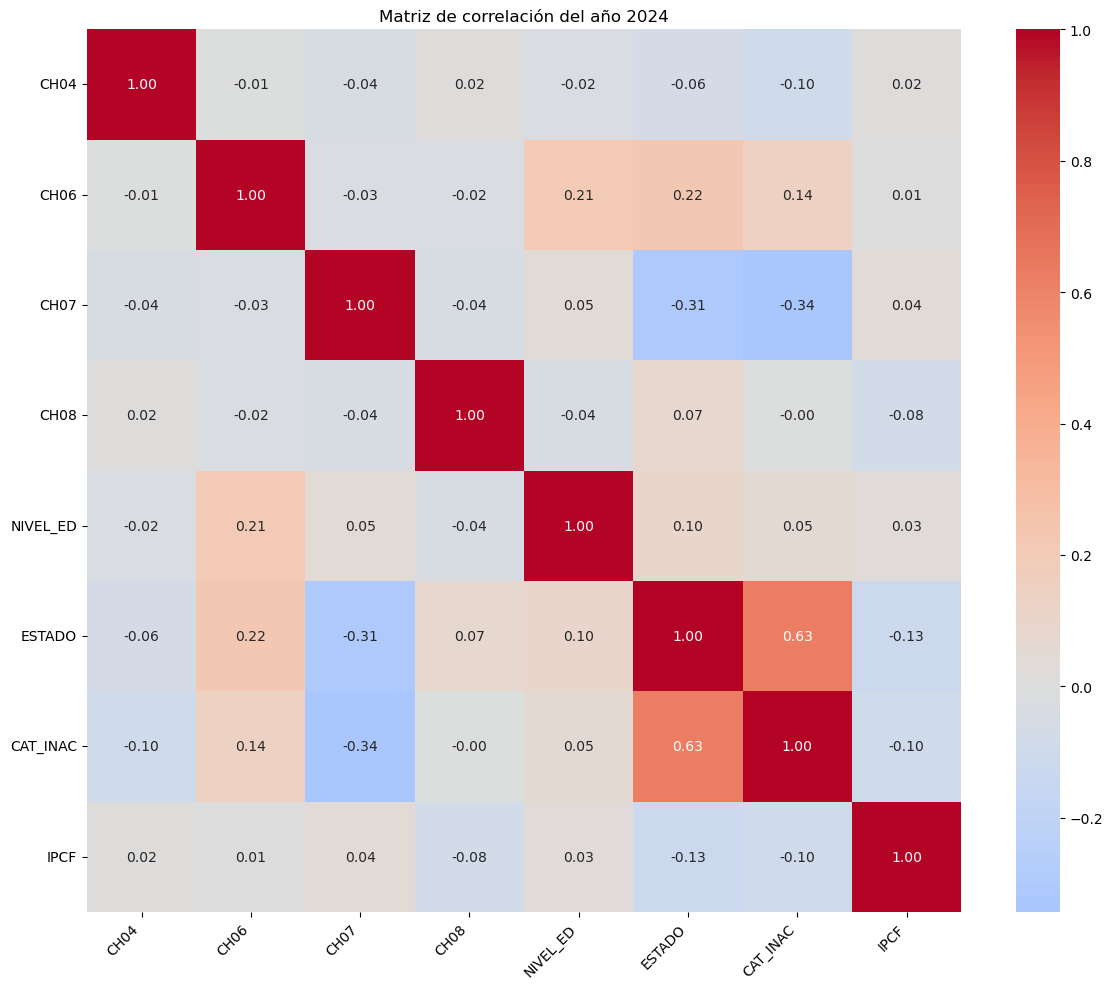 Matriz de correlación del año 2024
CH04 1.00 -0.01 -0.04 0.02 -0.02 -0.06 -0.10 0.02
CH06 -0.01 1.00 -0.03 -0.02 0.21 0.22 0.14 0.01
CH07 -0.04 -0.03 1.00 -0.04 0.05 -0.31 -0.34 0.04
CH08 0.02 -0.02 -0.04 1.00 -0.04 0.07 -0.00 -0.08
NIVEL_ED -0.02 0.21 0.05 -0.04 1.00 0.10 0.05 0.03
ESTADO -0.06 0.22 -0.31 0.07 0.10 1.00 0.63 -0.13
CAT_INAC -0.10 0.14 -0.34 -0.00 0.05 0.63 1.00 -0.10
IPCF 0.02 0.01 0.04 -0.08 0.03 -0.13 -0.10 1.00
CH04 CH06 CH07 CH08 NIVEL_ED ESTADO CAT_INAC IPCF
1.0
0.8
0.6
0.4
0.2
0.0
−0.2